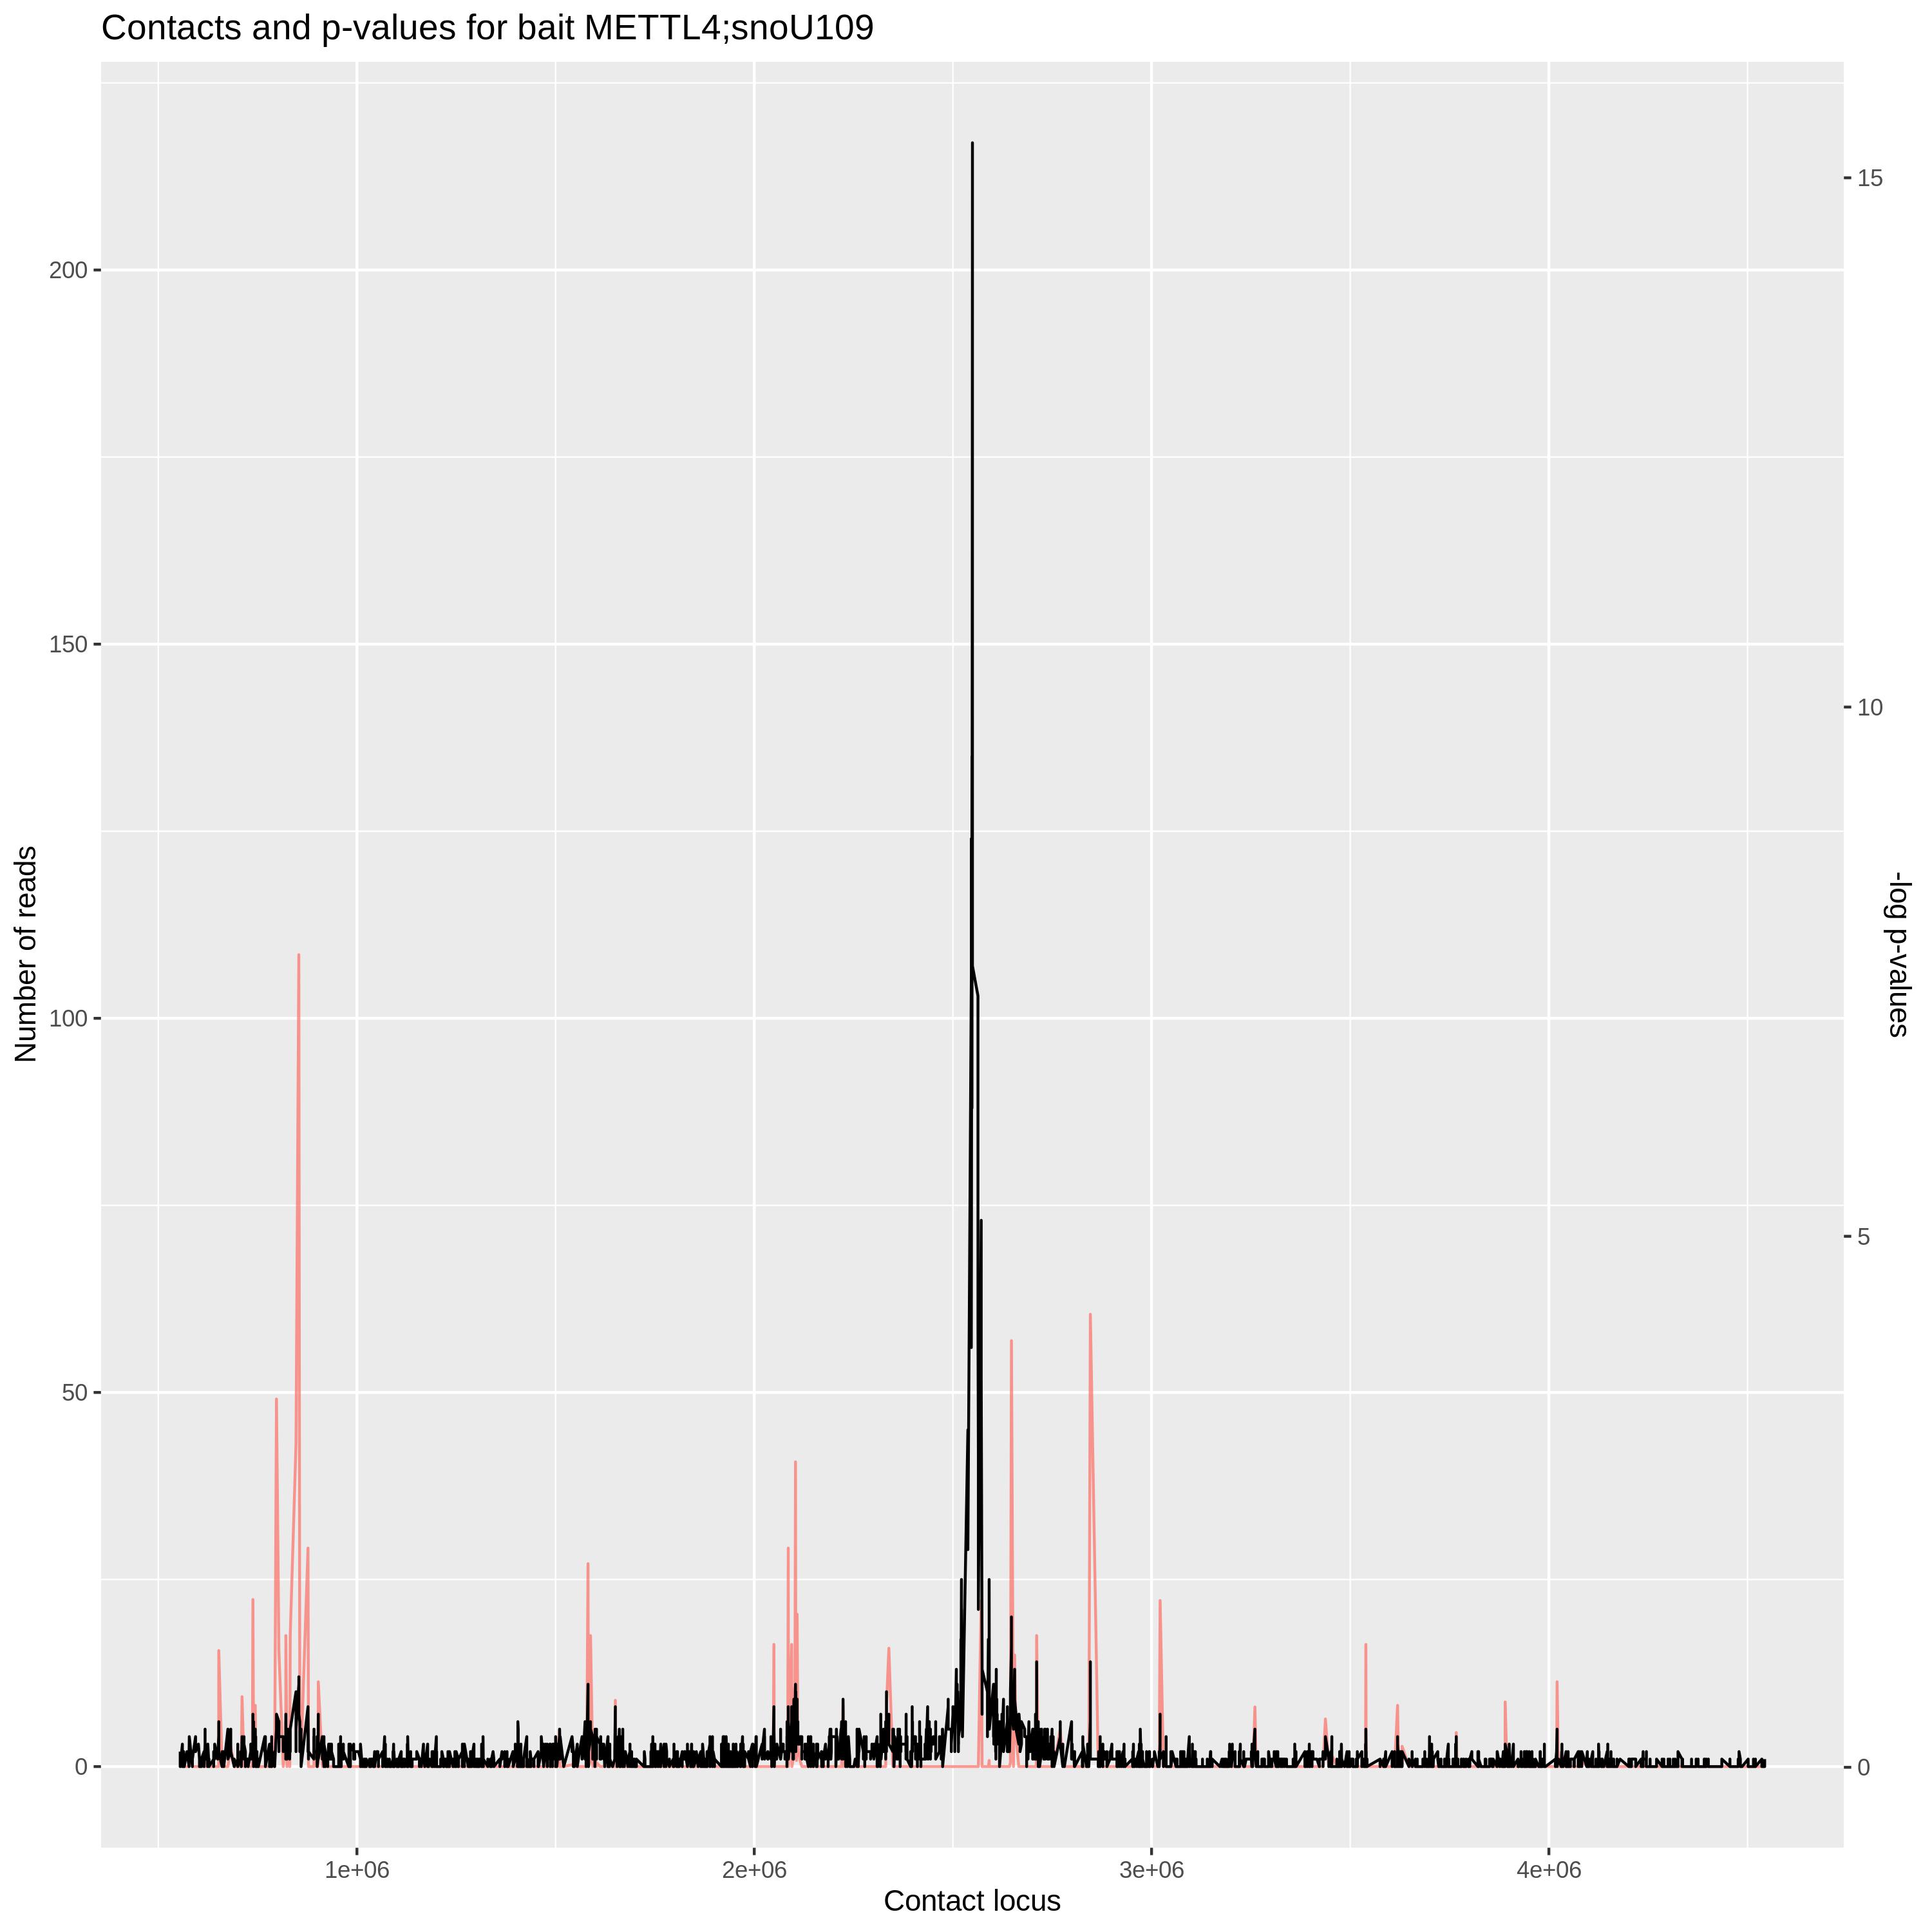 Contacts and p-values for bait METTL4;snoU109
200
150
100
50
0
Number of reads
15
10
5
0
-log p-values
1e+06
2e+06
3e+06
4e+06
Contact locus